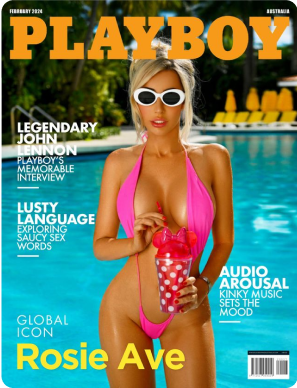 FEBRUARY 2024
AUSTRALIA
PLAYBOY
LEGENDARY
JOHN
LENNON
PLAYBOY'S
MEMORABLE
INTERVIEW
LUSTY
LANGUAGE
EXPLORING
SAUCY SEX
WORDS
AUDIO
AROUSAL
KINKY MUSIC
SETS THE
MOOD
GLOBAL
ICON
Rosie Ave